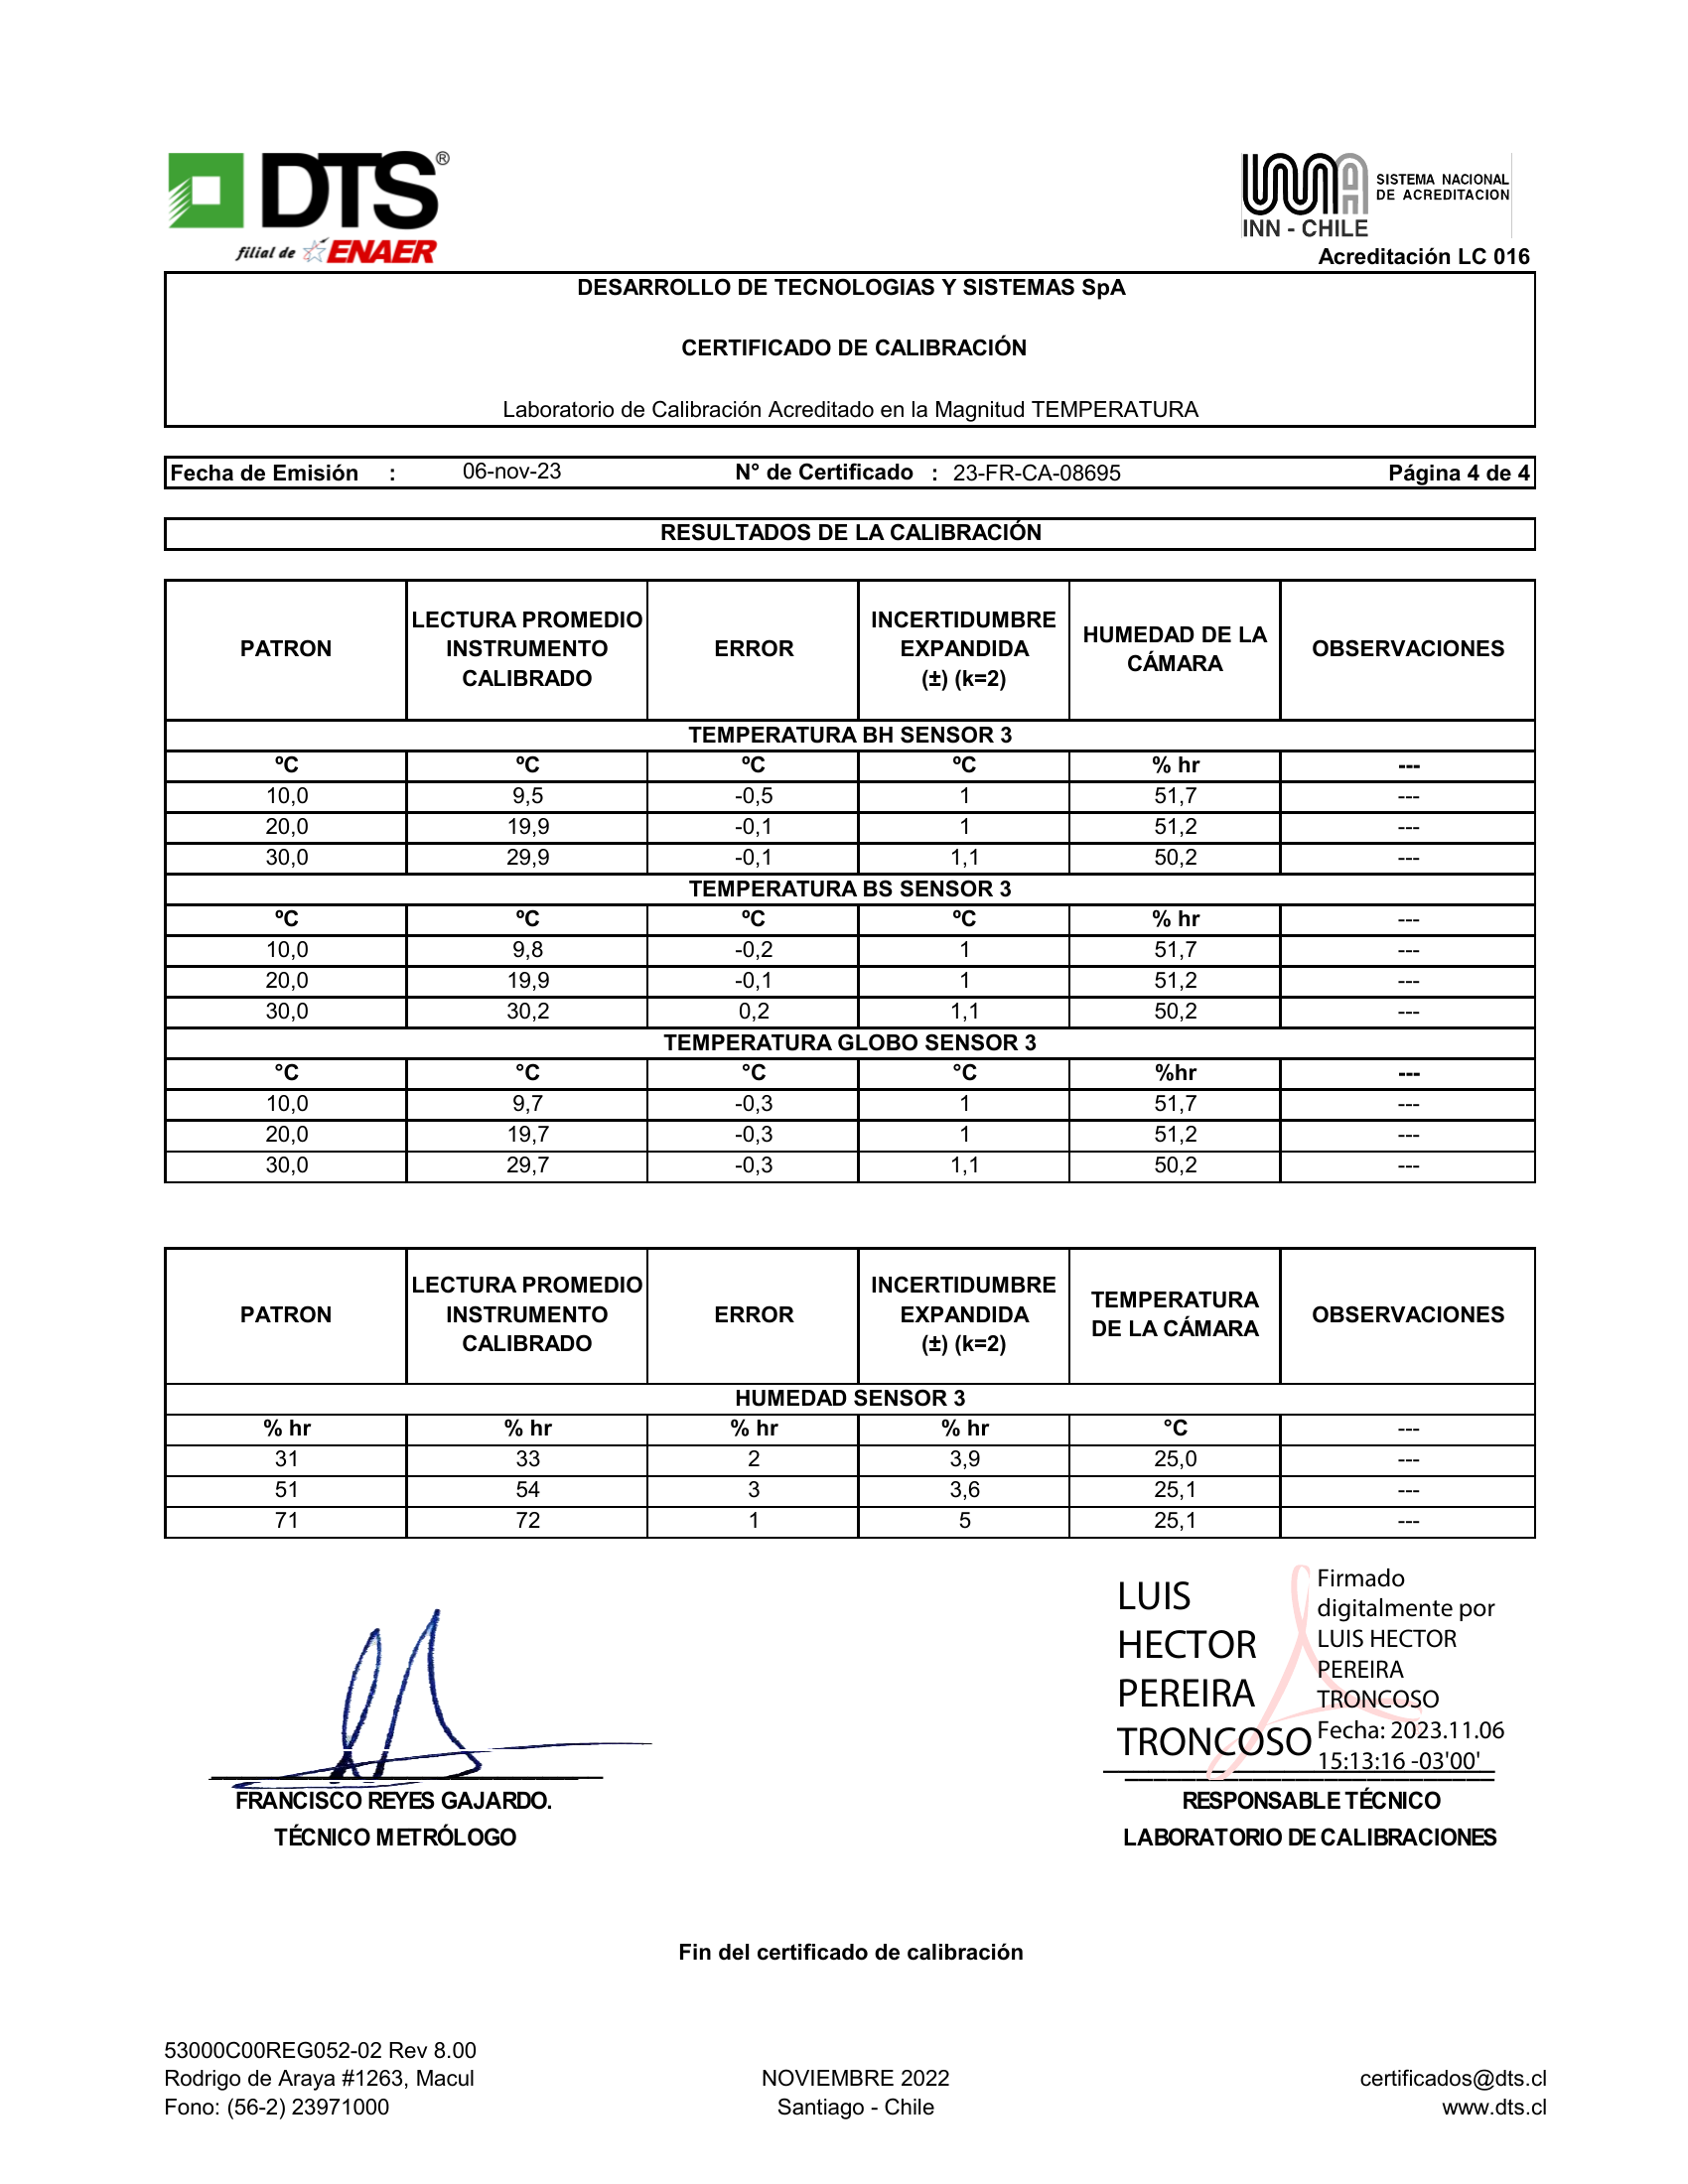 DTS®
filial de ENAER
SISTEMA NACIONAL
DE ACREDITACION
INN - CHILE
Acreditación LC 016
DESARROLLO DE TECNOLOGIAS Y SISTEMAS SpA
CERTIFICADO DE CALIBRACIÓN
Laboratorio de Calibración Acreditado en la Magnitud TEMPERATURA
Fecha de Emisión : 06-nov-23 N° de Certificado : 23-FR-CA-08695 Página 4 de 4
RESULTADOS DE LA CALIBRACIÓN
PATRON LECTURA PROMEDIO INSTRUMENTO CALIBRADO ERROR INCERTIDUMBRE EXPANDIDA (±) (k=2) HUMEDAD DE LA CÁMARA OBSERVACIONES
TEMPERATURA BH SENSOR 3
ºC ºC ºC ºC % hr ---
10,0 9,5 -0,5 1 51,7 ---
20,0 19,9 -0,1 1 51,2 ---
30,0 29,9 -0,1 1,1 50,2 ---
TEMPERATURA BS SENSOR 3
ºC ºC ºC ºC % hr ---
10,0 9,8 -0,2 1 51,7 ---
20,0 19,9 -0,1 1 51,2 ---
30,0 30,2 0,2 1,1 50,2 ---
TEMPERATURA GLOBO SENSOR 3
°C °C °C °C %hr ---
10,0 9,7 -0,3 1 51,7 ---
20,0 19,7 -0,3 1 51,2 ---
30,0 29,7 -0,3 1,1 50,2 ---
PATRON LECTURA PROMEDIO INSTRUMENTO CALIBRADO ERROR INCERTIDUMBRE EXPANDIDA (±) (k=2) TEMPERATURA DE LA CÁMARA OBSERVACIONES
HUMEDAD SENSOR 3
% hr % hr % hr % hr °C ---
31 33 2 3,9 25,0 ---
51 54 3 3,6 25,1 ---
71 72 1 5 25,1 ---
LUIS
HECTOR
PEREIRA
TRONCOSO
Firmado
digitalmente por
LUIS HECTOR
PEREIRA
TRONCOSO
Fecha: 2023.11.06
15:13:16 -03'00'
FRANCISCO REYES GAJARDO.
TÉCNICO METRÓLOGO
RESPONSABLE TÉCNICO
LABORATORIO DE CALIBRACIONES
Fin del certificado de calibración
53000C00REG052-02 Rev 8.00
Rodrigo de Araya #1263, Macul NOVIEMBRE 2022 certificados@dts.cl
Fono: (56-2) 23971000 Santiago - Chile www.dts.cl